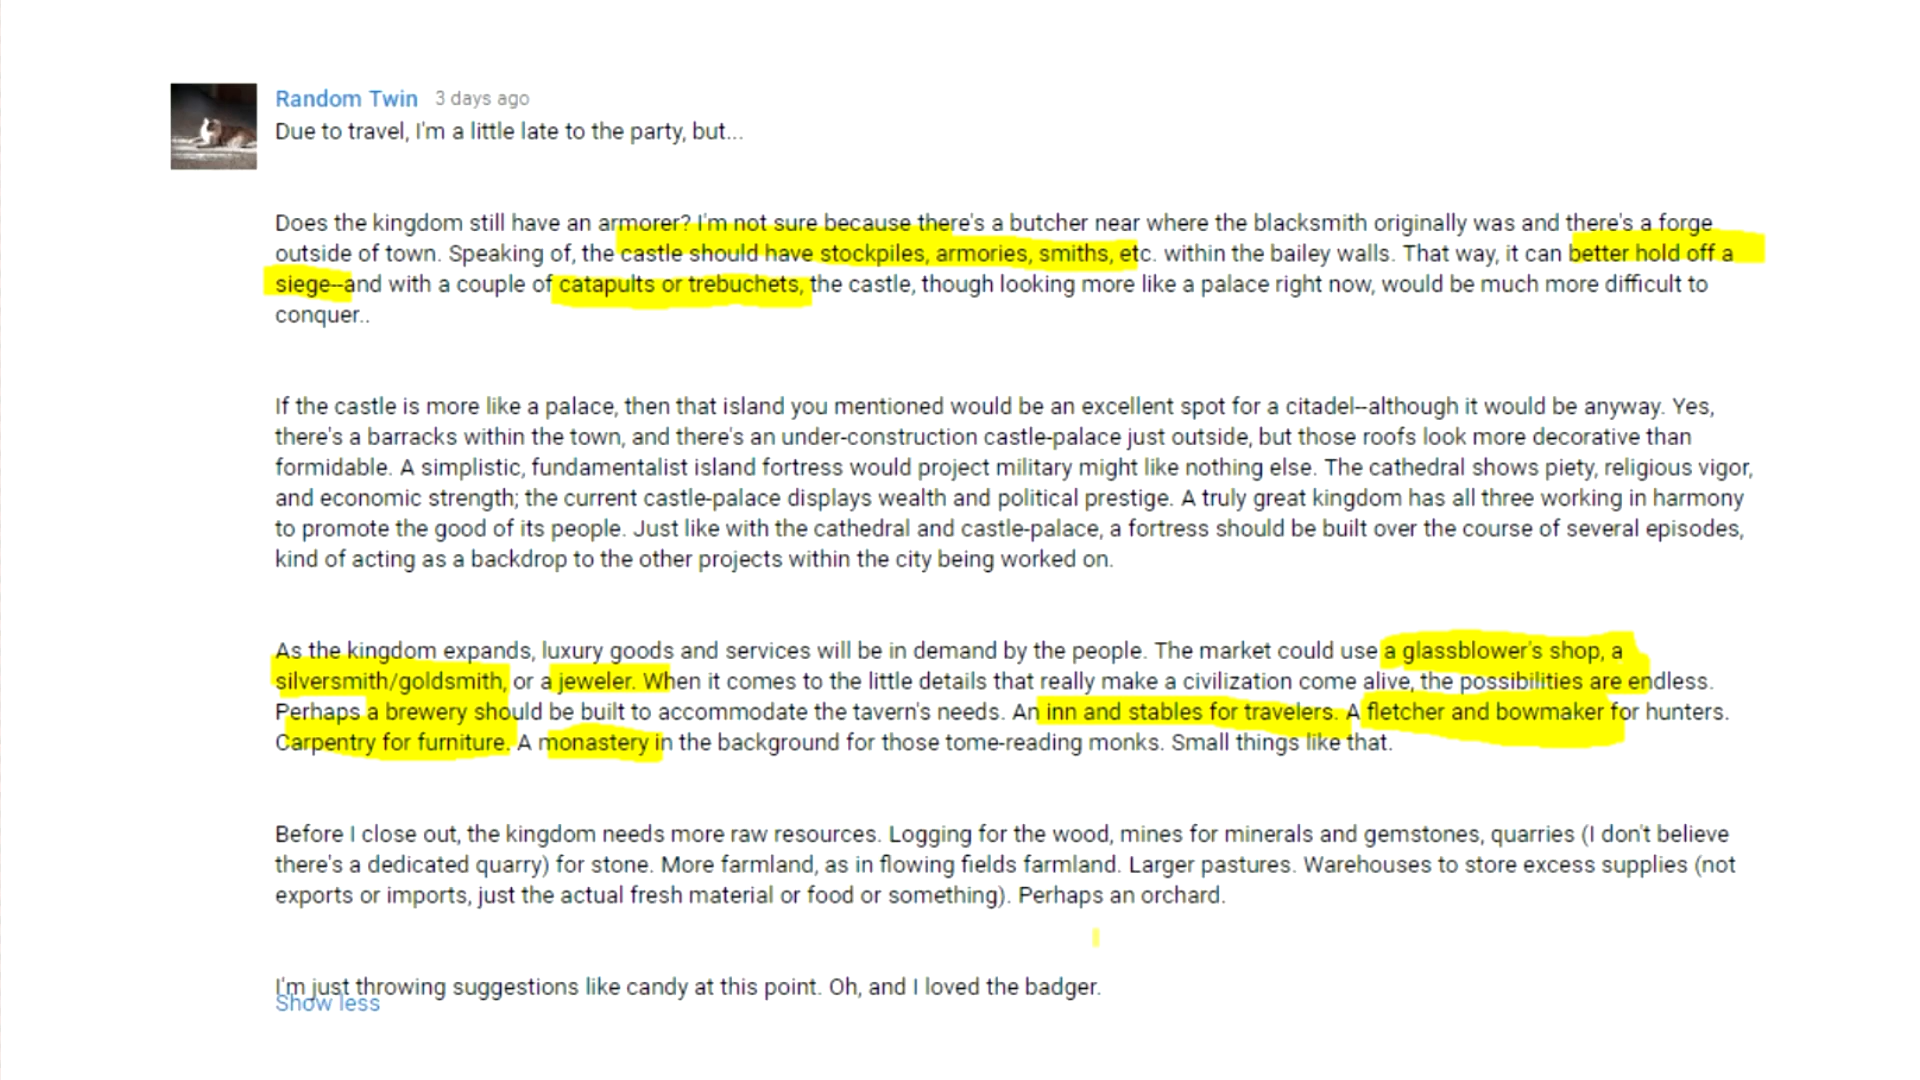 Random Twin 3 days ago
Due to travel, I'm a little late to the party, but...
Does the kingdom still have an armorer? I'm not sure because there's a butcher near where the blacksmith originally was and there's a forge
outside of town. Speaking of, the castle should have stockpiles, armories, smiths, etc. within the bailey walls. That way, it can better hold off a
siege--and with a couple of catapults or trebuchets, the castle, though looking more like a palace right now, would be much more difficult to
conquer..
If the castle is more like a palace, then that island you mentioned would be an excellent spot for a citadel--although it would be anyway. Yes,
there's a barracks within the town, and there's an under-construction castle-palace just outside, but those roofs look more decorative than
formidable. A simplistic, fundamentalist island fortress would project military might like nothing else. The cathedral shows piety, religious vigor,
and economic strength; the current castle-palace displays wealth and political prestige. A truly great kingdom has all three working in harmony
to promote the good of its people. Just like with the cathedral and castle-palace, a fortress should be built over the course of several episodes,
kind of acting as a backdrop to the other projects within the city being worked on.
As the kingdom expands, luxury goods and services will be in demand by the people. The market could use a glassblower's shop, a
silversmith/goldsmith, or a jeweler. When it comes to the little details that really make a civilization come alive, the possibilities are endless.
Perhaps a brewery should be built to accommodate the tavern's needs. An inn and stables for travelers. A fletcher and bowmaker for hunters.
Carpentry for furniture. A monastery in the background for those tome-reading monks. Small things like that.
Before I close out, the kingdom needs more raw resources. Logging for the wood, mines for minerals and gemstones, quarries (I don't believe
there's a dedicated quarry) for stone. More farmland, as in flowing fields farmland. Larger pastures. Warehouses to store excess supplies (not
exports or imports, just the actual fresh material or food or something). Perhaps an orchard.
I'm just throwing suggestions like candy at this point. Oh, and I loved the badger.
Show less